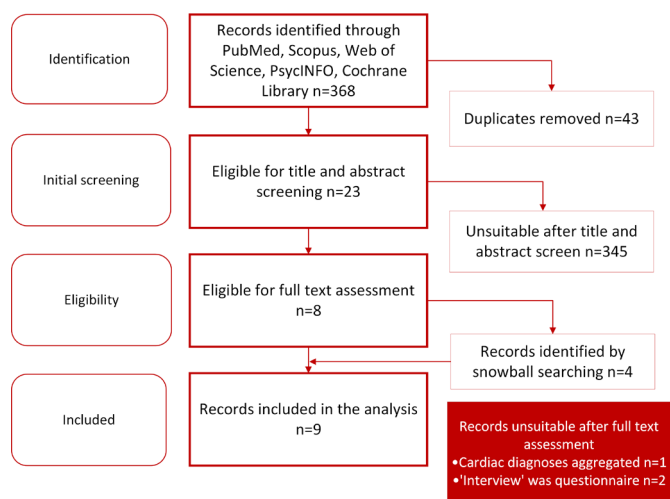 Identification
Records identified through
PubMed, Scopus, Web of
Science, PsycINFO, Cochrane
Library n=368
Duplicates removed n=43
Initial screening
Eligible for title and abstract
screening n=23
Unsuitable after title and
abstract screen n=345
Eligibility
Eligible for full text assessment
n=8
Records identified by
snowball searching n=4
Included
Records included in the analysis
n=9
Records unsuitable after full text
assessment
•Cardiac diagnoses aggregated n=1
•'Interview' was questionnaire n=2